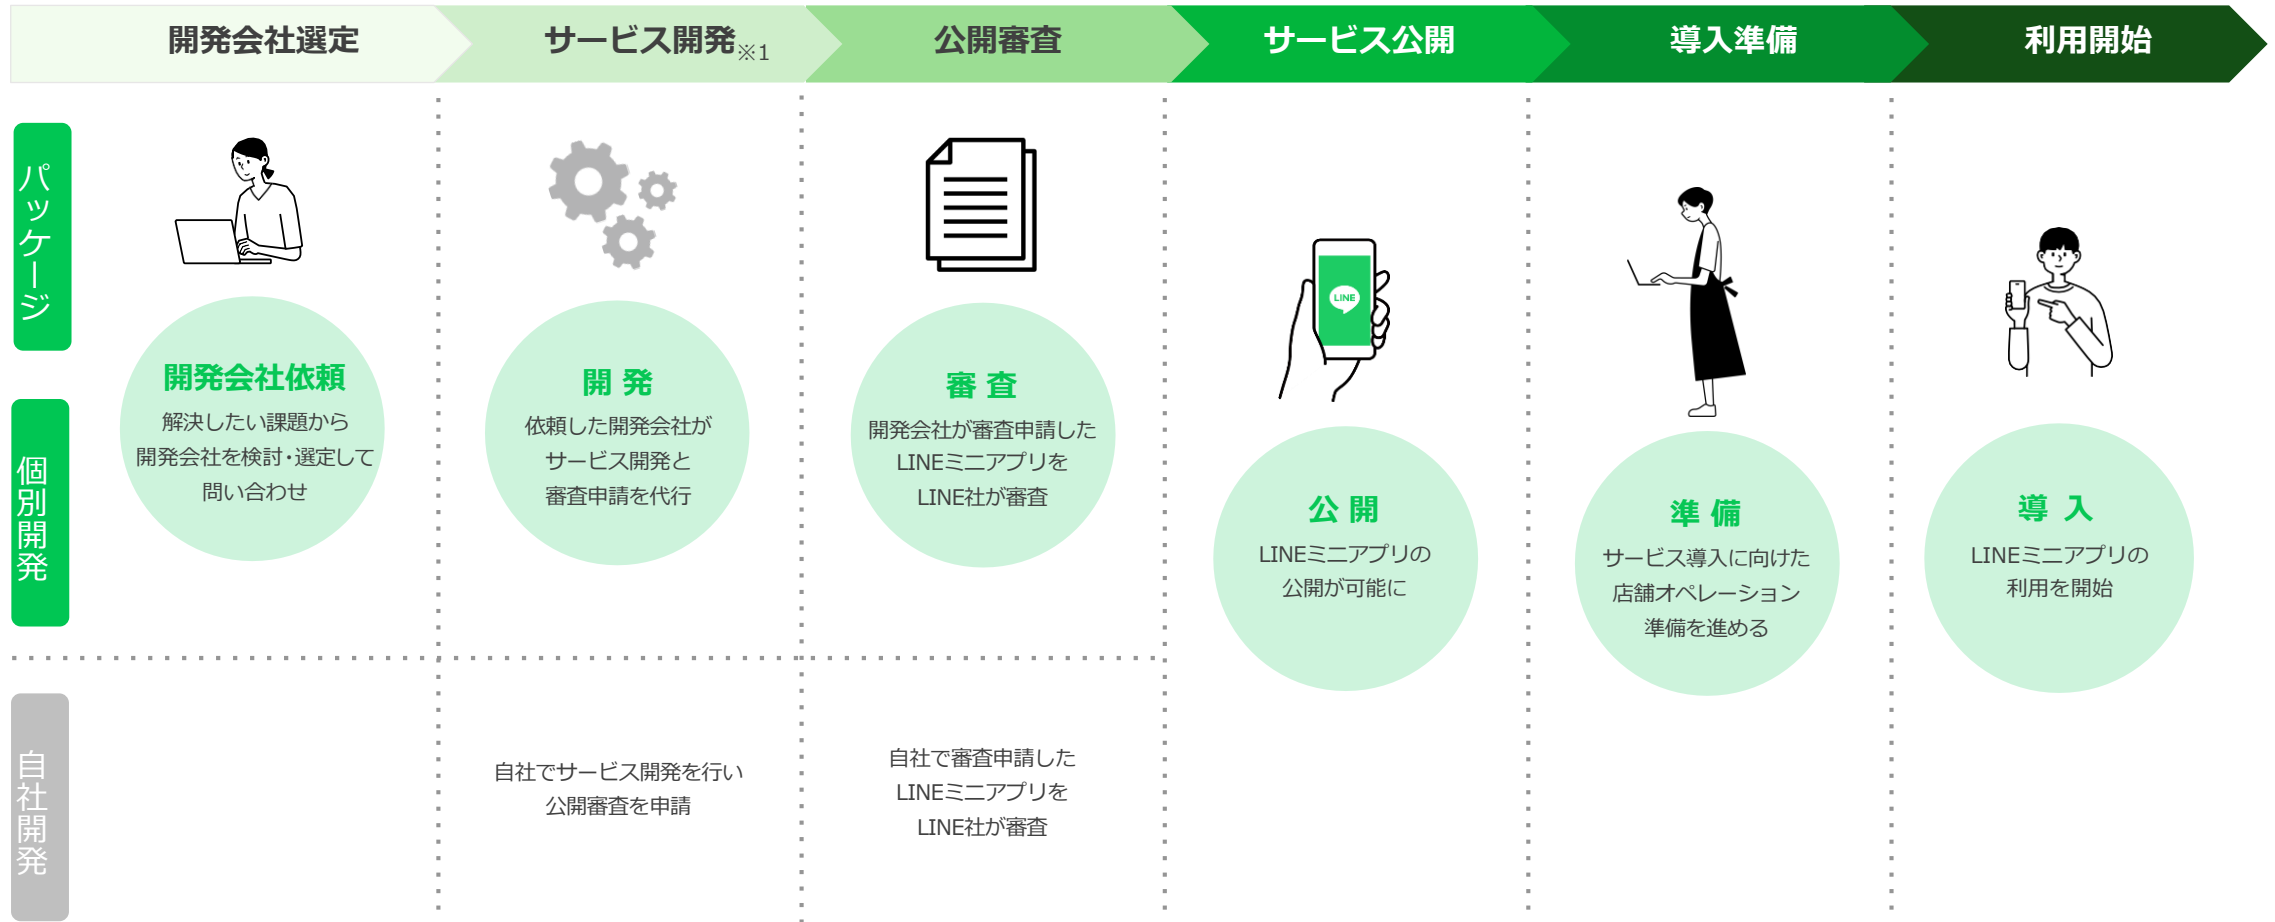 開発会社選定
サービス開発※1
公開審査
サービス公開
導入準備
利用開始
パッケージ
個別開発
開発会社依頼
解決したい課題から
開発会社を検討・選定して
問い合わせ
開発
依頼した開発会社が
サービス開発と
審査申請を代行
審査
開発会社が審査申請した
LINEミニアプリを
LINE社が審査
LINE
公開
LINEミニアプリの
公開が可能に
準備
サービス導入に向けた
店舗オペレーション
準備を進める
導入
LINEミニアプリの
利用を開始
自社開発
自社でサービス開発を行い
公開審査を申請
自社で審査申請した
LINEミニアプリを
LINE社が審査